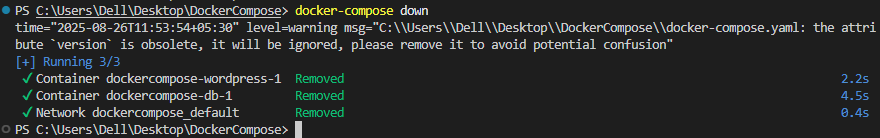 PS C:\Users\Dell\Desktop\DockerCompose> docker-compose down
time="2025-08-26T11:53:54+05:30" level=warning msg="C:\\Users\\Dell\\Desktop\\DockerCompose\\docker-compose.yaml: the attri
bute `version` is obsolete, it will be ignored, please remove it to avoid potential confusion"
[+] Running 3/3
✔ Container dockercompose-wordpress-1 Removed 2.2s
✔ Container dockercompose-db-1 Removed 4.5s
✔ Network dockercompose_default Removed 0.4s
PS C:\Users\Dell\Desktop\DockerCompose>